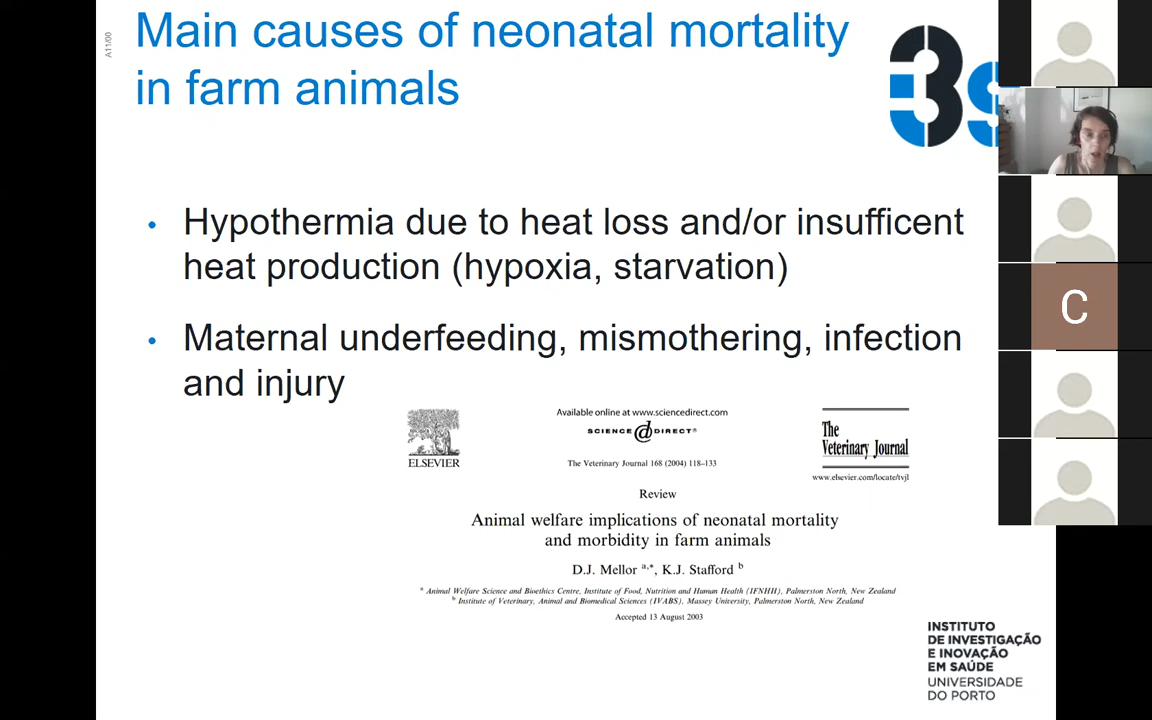 A11/00
Main causes of neonatal mortality
in farm animals
3s
• Hypothermia due to heat loss and/or insufficent
heat production (hypoxia, starvation)
• Maternal underfeeding, mismothering, infection
and injury
C
ELSEVIER
Available online at www.sciencedirect.com
SCIENCE @ DIRECT®
The Veterinary Journal 168 (2004) 118–133
The
Veterinary Journal
www.elsevier.com/locate/tvjl
Review
Animal welfare implications of neonatal mortality
and morbidity in farm animals
D.J. Mellor a,*, K.J. Stafford b
a Animal Welfare Science and Bioethics Centre, Institute of Food, Nutrition and Human Health (IFNHH), Palmerston North, New Zealand
b Institute of Veterinary, Animal and Biomedical Sciences (IVABS), Massey University, Palmerston North, New Zealand
Accepted 13 August 2003
INSTITUTO
DE INVESTIGAÇÃO
E INOVAÇÃO
EM SAÚDE
UNIVERSIDADE
DO PORTO